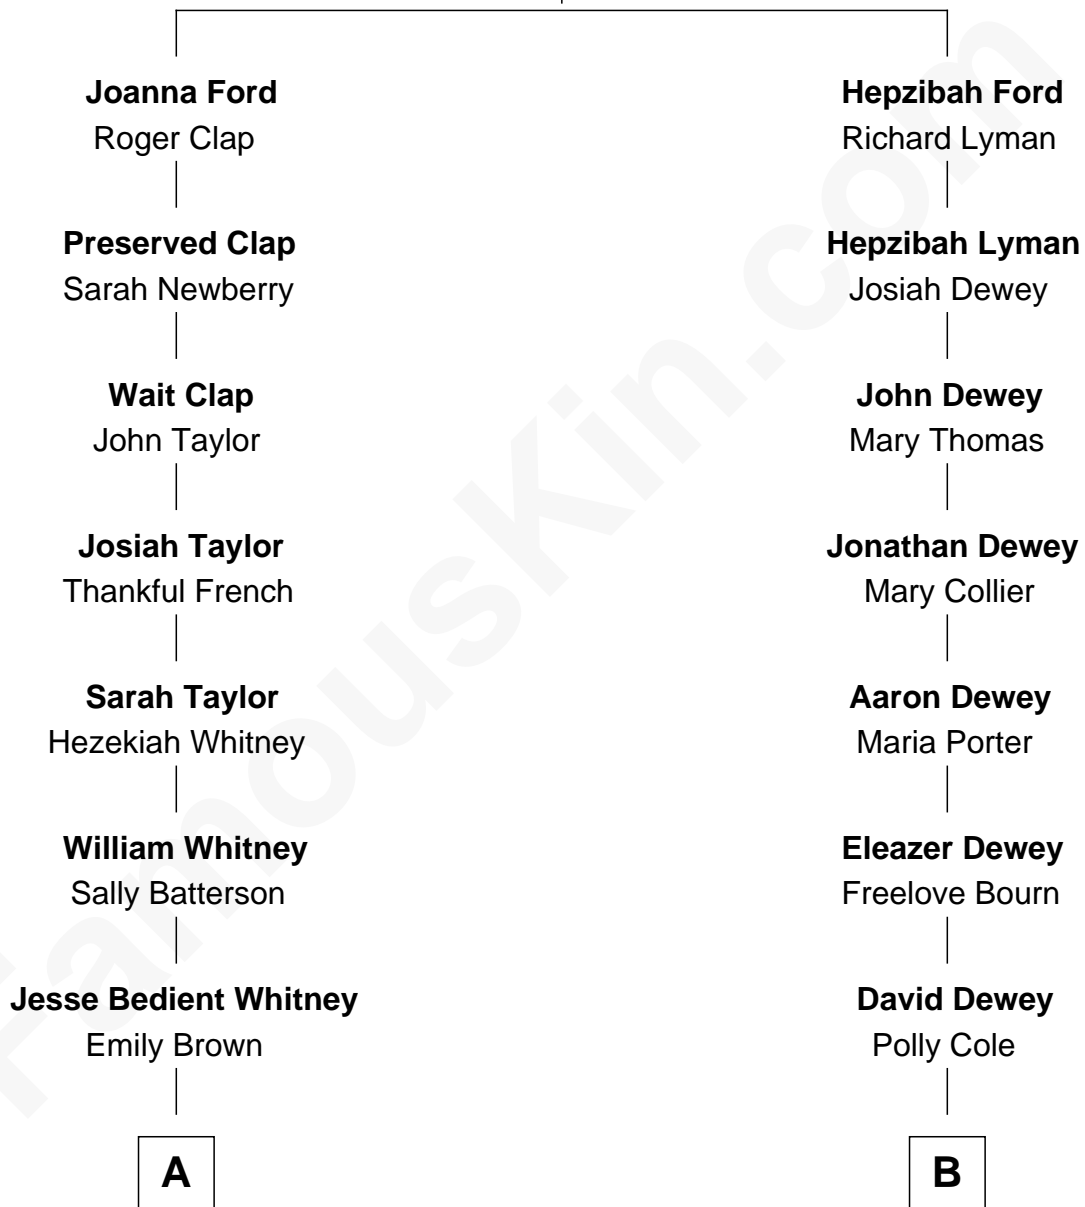 Joanna Ford
Roger Clap
Hepzibah Ford
Richard Lyman
Preserved Clap
Sarah Newberry
Hepzibah Lyman
Josiah Dewey
Wait Clap
John Taylor
John Dewey
Mary Thomas
Josiah Taylor
Thankful French
Jonathan Dewey
Mary Collier
Sarah Taylor
Hezekiah Whitney
Aaron Dewey
Maria Porter
William Whitney
Sally Batterson
Eleazer Dewey
Freelove Bourn
Jesse Bedient Whitney
Emily Brown
David Dewey
Polly Cole
A
B
FamousKin.com